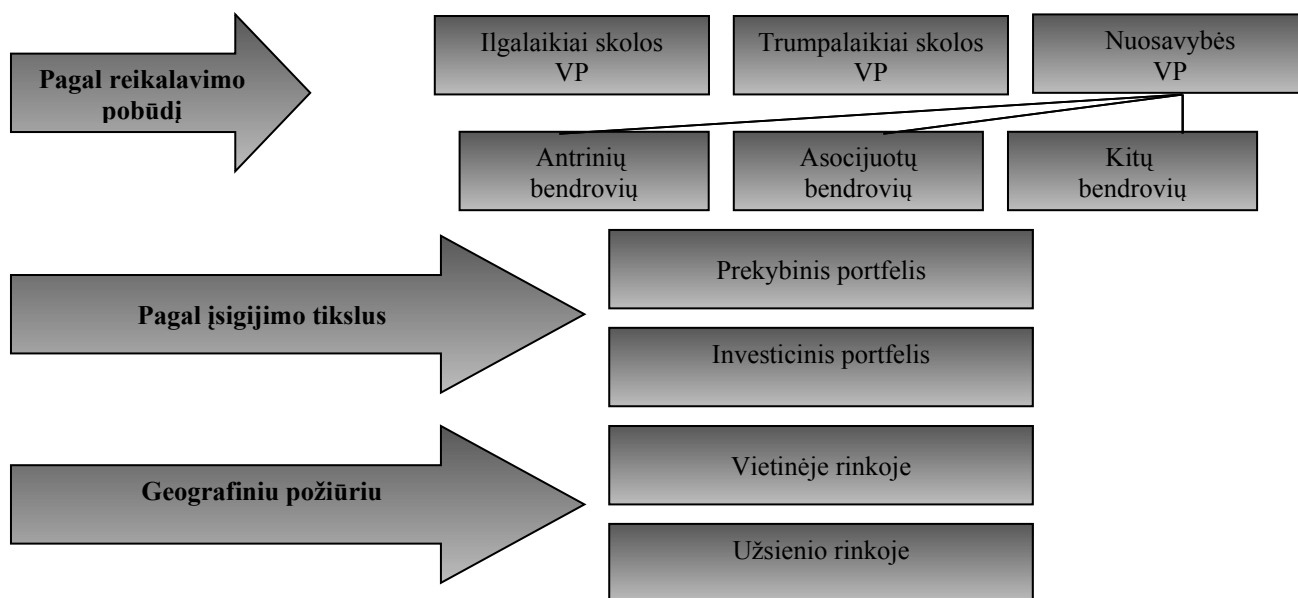 Pagal reikalavimo
pobūdį
Ilgalaikiai skolos
VP
Trumpalaikiai skolos
VP
Nuosavybės
VP
Antrinių
bendrovių
Asocijuotų
bendrovių
Kitų
bendrovių
Pagal įsigijimo tikslus
Prekybinis portfelis
Investicinis portfelis
Geografiniu požiūriu
Vietinėje rinkoje
Užsienio rinkoje